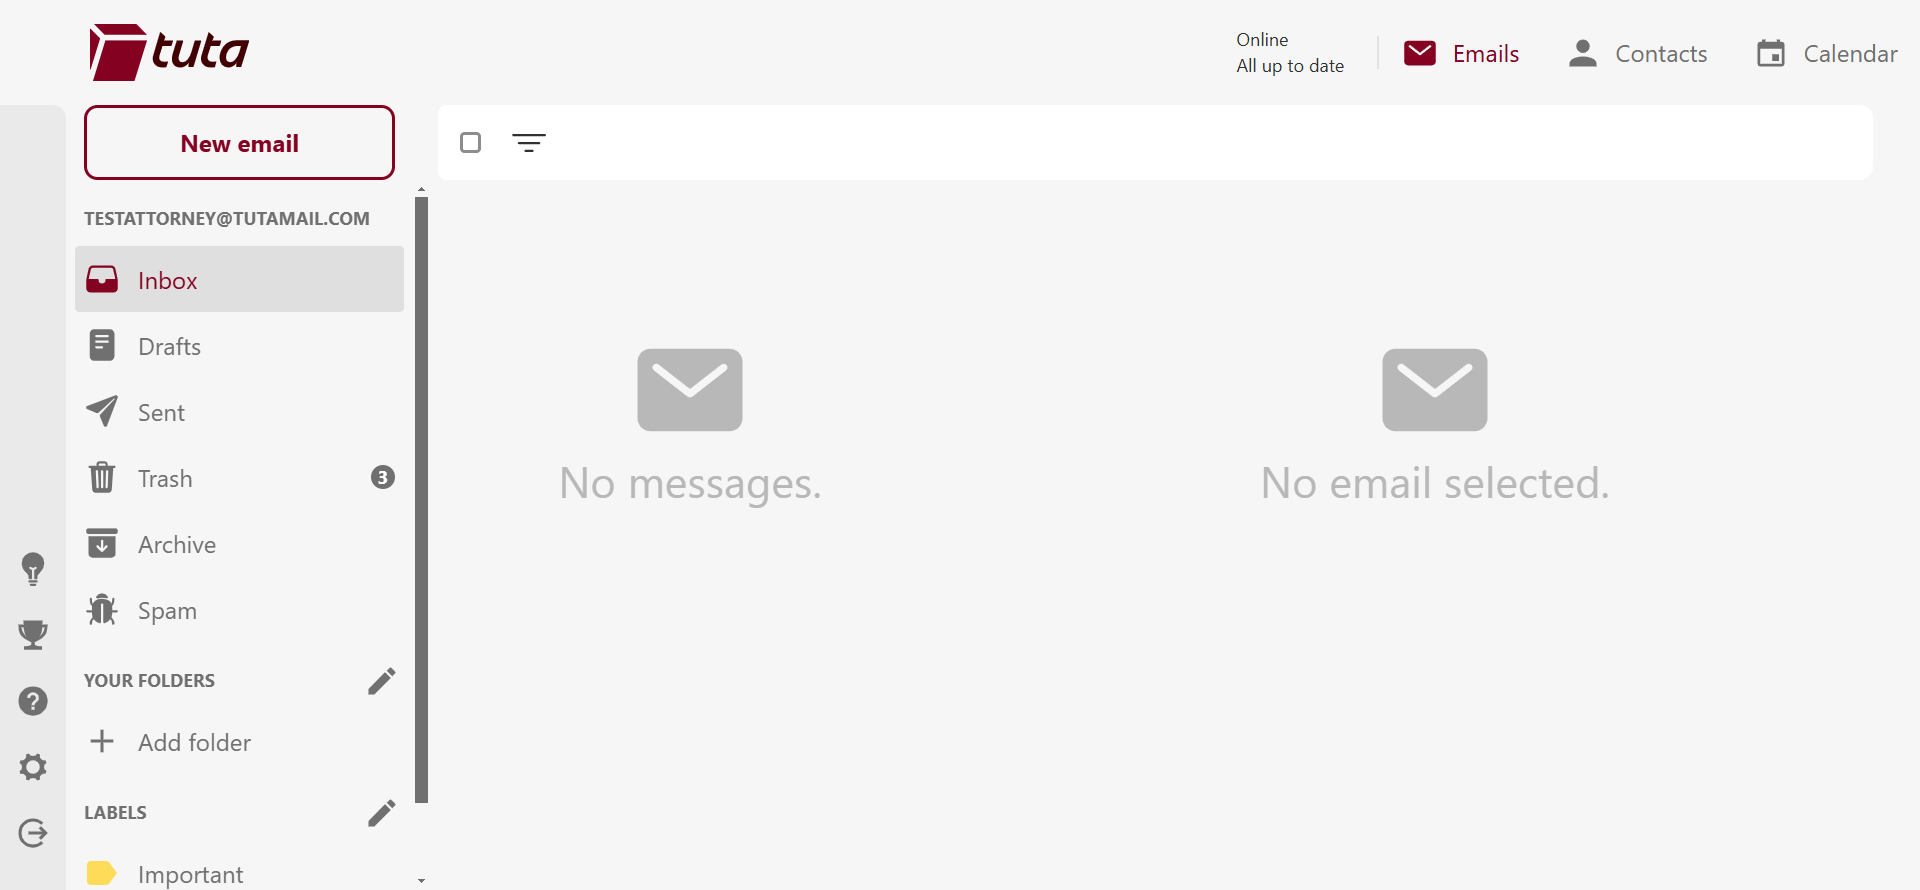 tuta
Online
All up to date
Emails
Contacts
Calendar
New email
TESTATTORNEY@TUTAMAIL.COM
Inbox
Drafts
Sent
Trash
3
Archive
Spam
YOUR FOLDERS
Add folder
LABELS
Important
No messages.
No email selected.